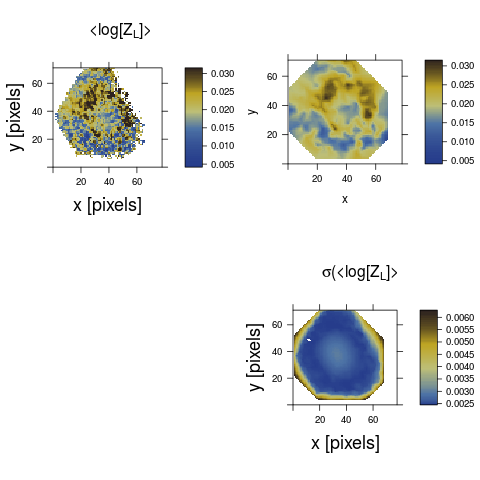 <log[Z_L]>
60
40
20
20 40 60
x [pixels]
y [pixels]
0.030
0.025
0.020
0.015
0.010
0.005
60
40
20
20 40 60
x
y
0.030
0.025
0.020
0.015
0.010
0.005
σ(<log[Z_L]>
60
40
20
20 40 60
x [pixels]
y [pixels]
0.0060
0.0055
0.0050
0.0045
0.0040
0.0035
0.0030
0.0025